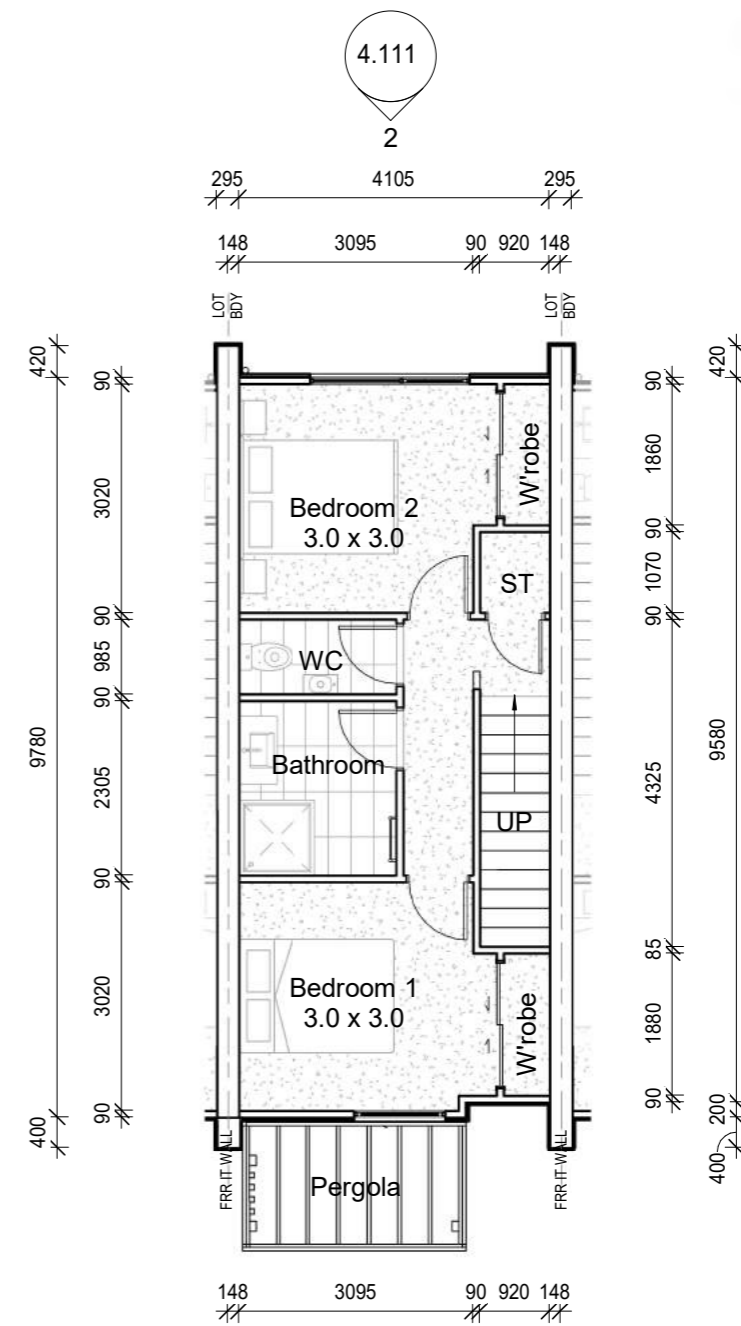 4.111
2
295 4105 295
148 3095 90 920 148
LOT
BDY
LOT
BDY
420
9780
400
90
3020
90
985
90
2305
90
3020
90
Bedroom 2
3.0 x 3.0
W'robe
ST
WC
Bathroom
UP
Bedroom 1
3.0 x 3.0
W'robe
Pergola
FRR IT WALL
FRR IT WALL
90
1860
90
1070
90
4325
85
1880
90
420
9580
200
400
148 3095 90 920 148